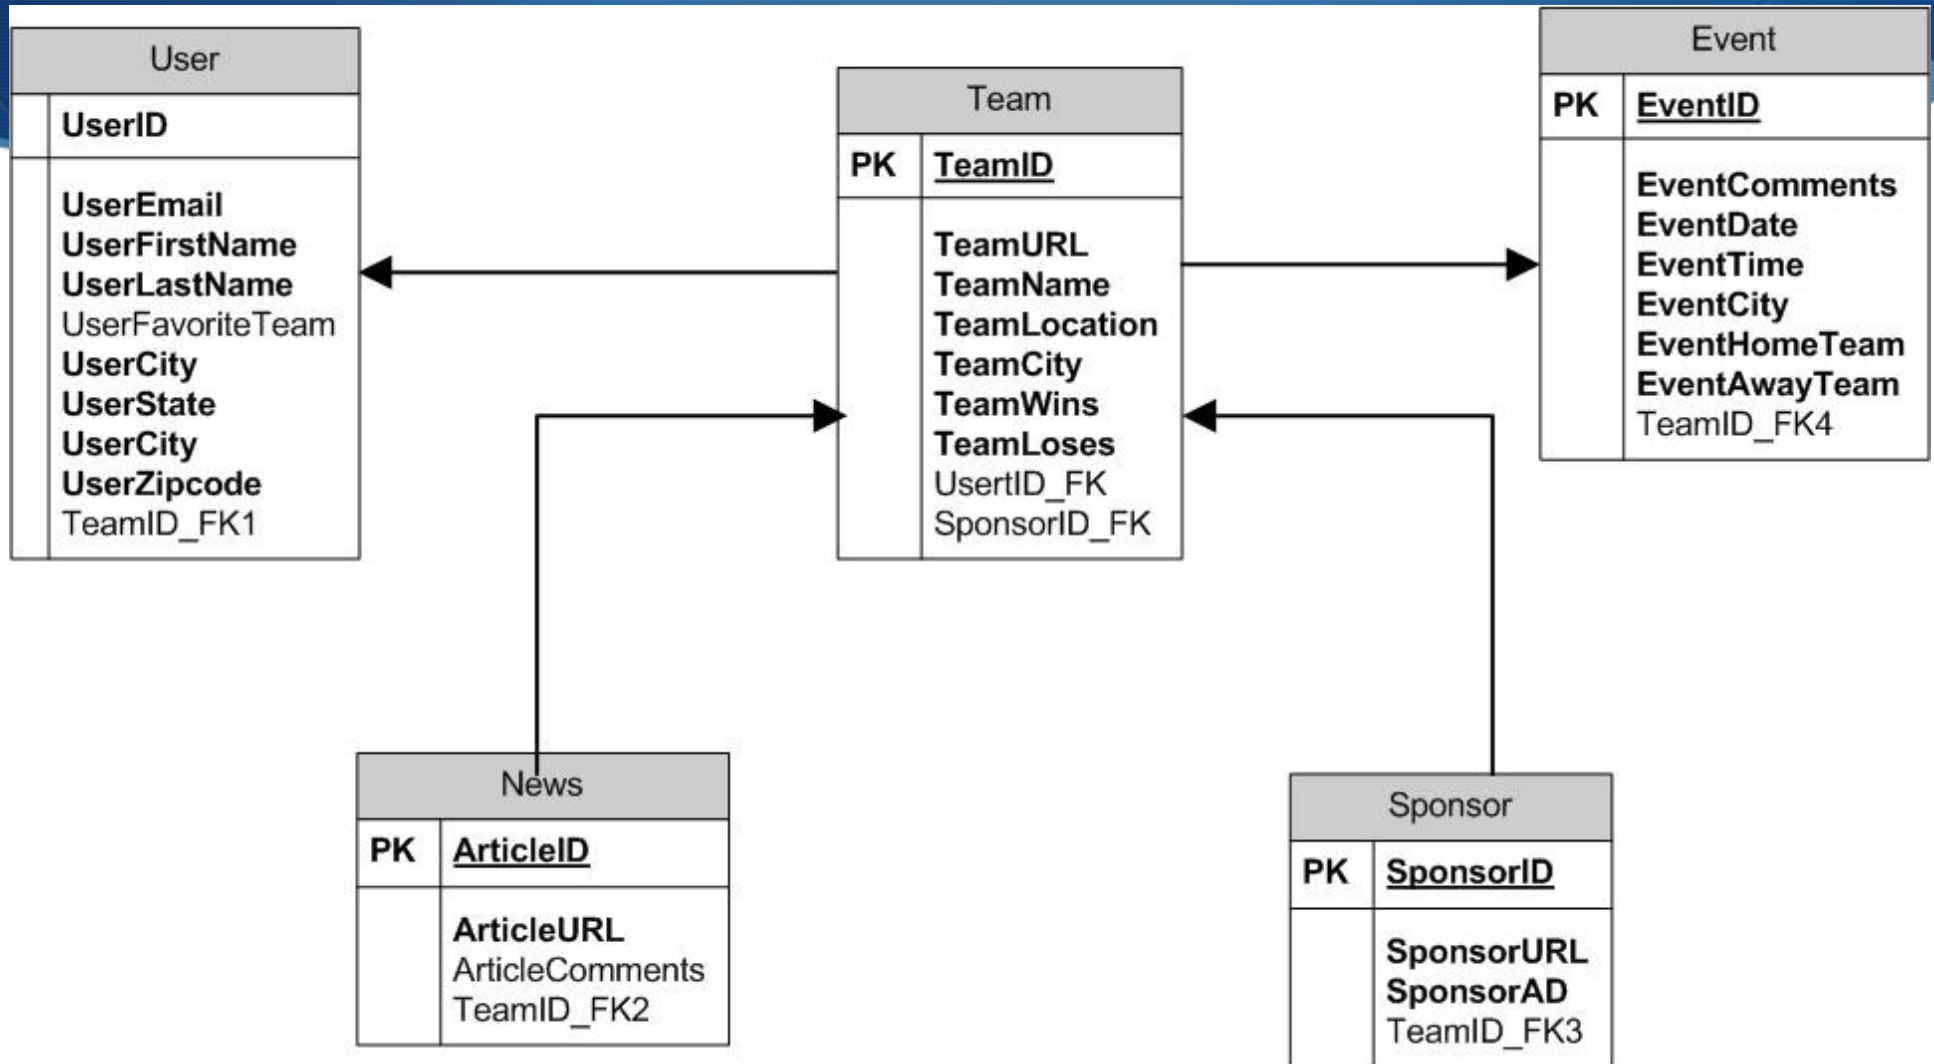 User
UserID
UserEmail
UserFirstName
UserLastName
UserFavoriteTeam
UserCity
UserState
UserCity
UserZipcode
TeamID_FK1
Team
PK TeamID
TeamURL
TeamName
TeamLocation
TeamCity
TeamWins
TeamLoses
UsertID_FK
SponsorID_FK
Event
PK EventID
EventComments
EventDate
EventTime
EventCity
EventHomeTeam
EventAwayTeam
TeamID_FK4
News
PK ArticleID
ArticleURL
ArticleComments
TeamID_FK2
Sponsor
PK SponsorID
SponsorURL
SponsorAD
TeamID_FK3